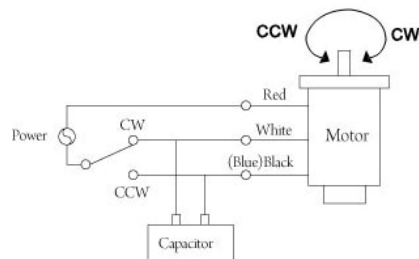 CCW CW
Red
Power
CW
White
Motor
(Blue)Black
CCW
Capacitor